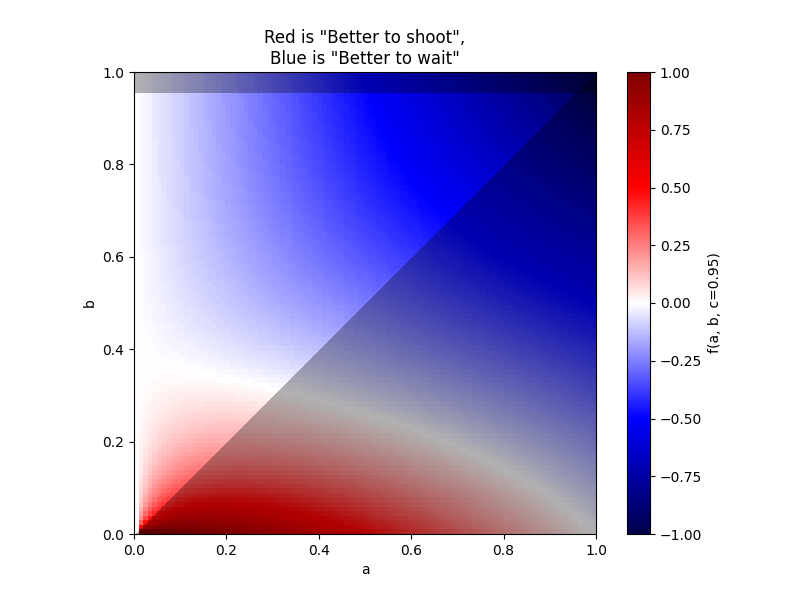 Red is "Better to shoot",
Blue is "Better to wait"
1.0
0.8
0.6
0.4
0.2
0.0
b
0.0 0.2 0.4 0.6 0.8 1.0
a
1.00
0.75
0.50
0.25
0.00
−0.25
−0.50
−0.75
−1.00
f(a, b, c=0.95)